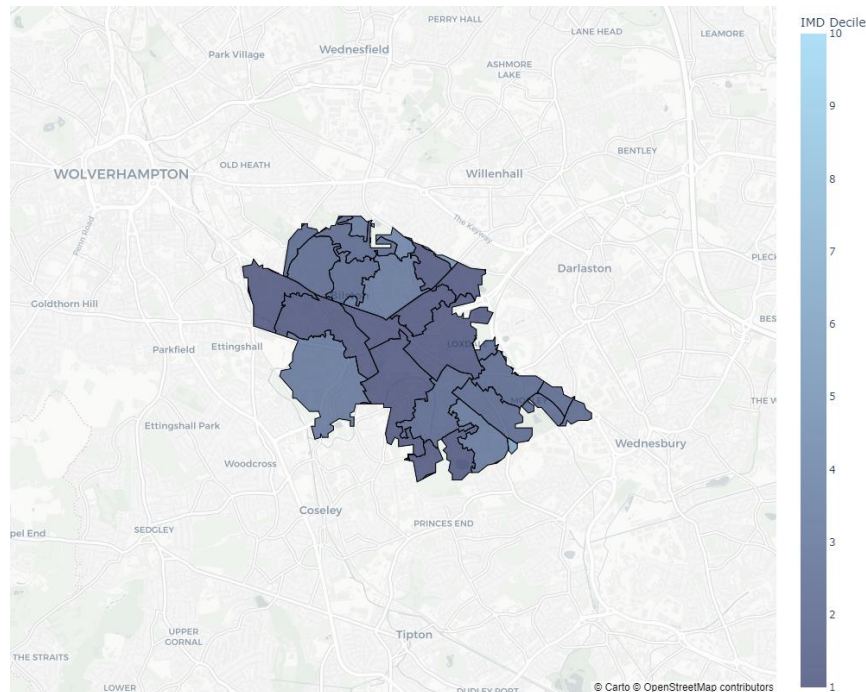 PERRY HALL
LANE HEAD
LEAMORE
IMD Decile
10
Park Village
Wednesfield
ASHMORE
LAKE
9
BENTLEY
OLD HEATH
WOLVERHAMPTON
Willenhall
8
Penn Road
The Keyway
PLECK
7
Darlaston
Bilston
Goldthorn Hill
BES
6
Parkfield
Ettingshall
LOXD
5
MOXLEY
THE W
Ettingshall Park
Wednesbury
Woodcross
4
Coseley
PRINCES END
pel End
SEDGLEY
3
UPPER
GORNAL
Tipton
2
THE STRAITS
LOWER
DUDLEY PORT
© Carto © OpenStreetMap contributors
1